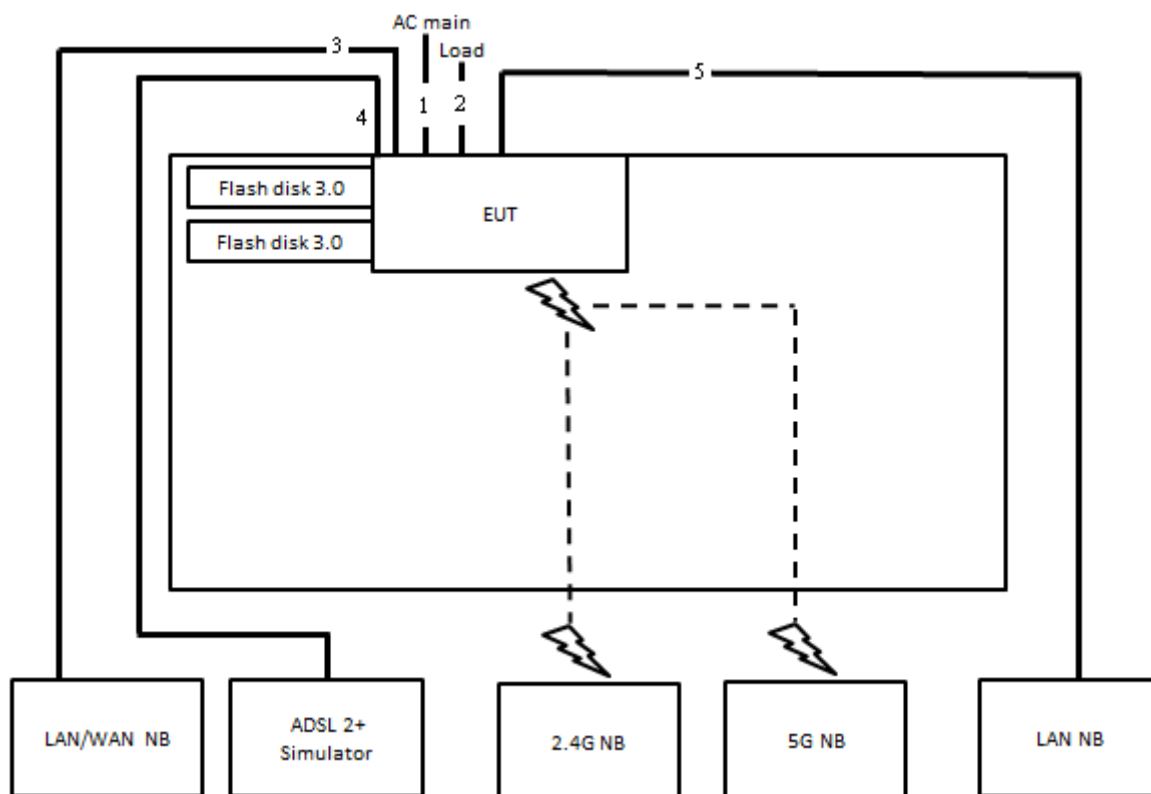 AC main
3
Load
5
4
1
2
Flash disk 3.0
EUT
Flash disk 3.0
LAN/WAN NB
ADSL 2+
Simulator
2.4G NB
5G NB
LAN NB